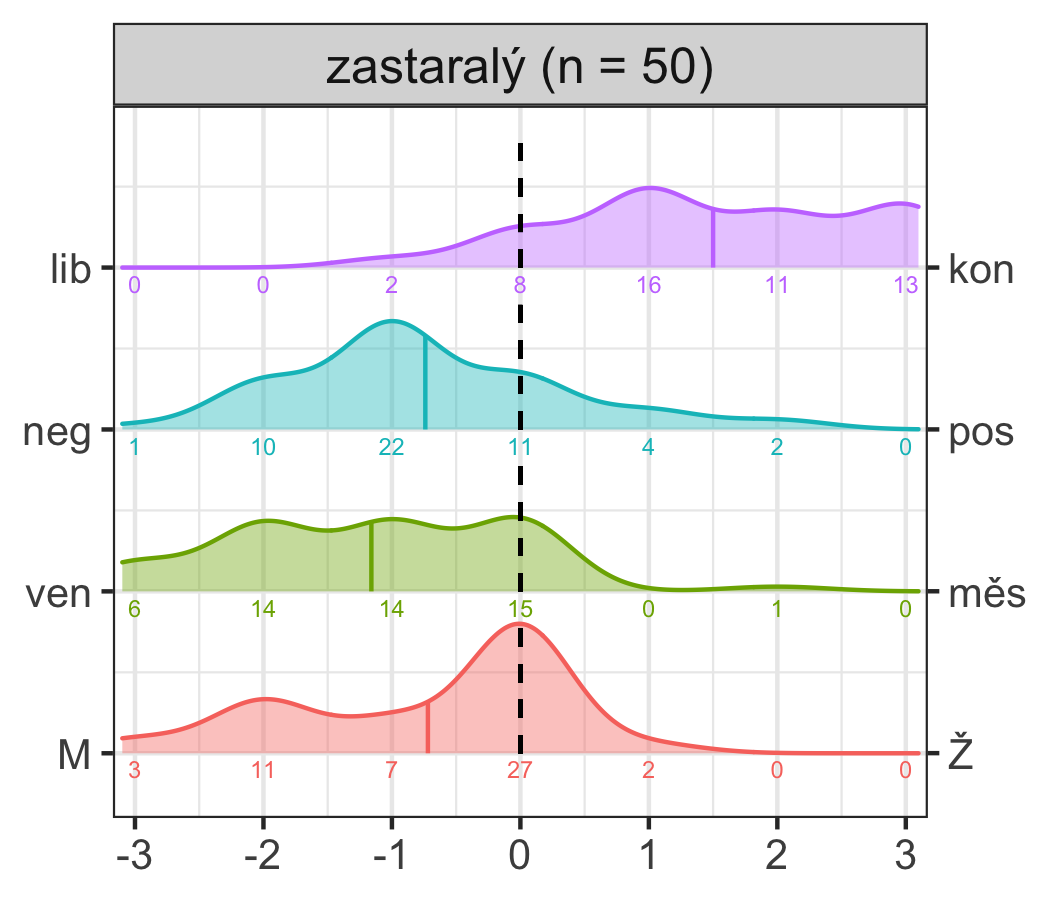 zastaralý (n = 50)
lib kon
0 0 2 8 16 11 13
neg pos
1 10 22 11 4 2 0
ven měs
6 14 14 15 0 1 0
M Ž
3 11 7 27 2 0 0
-3 -2 -1 0 1 2 3